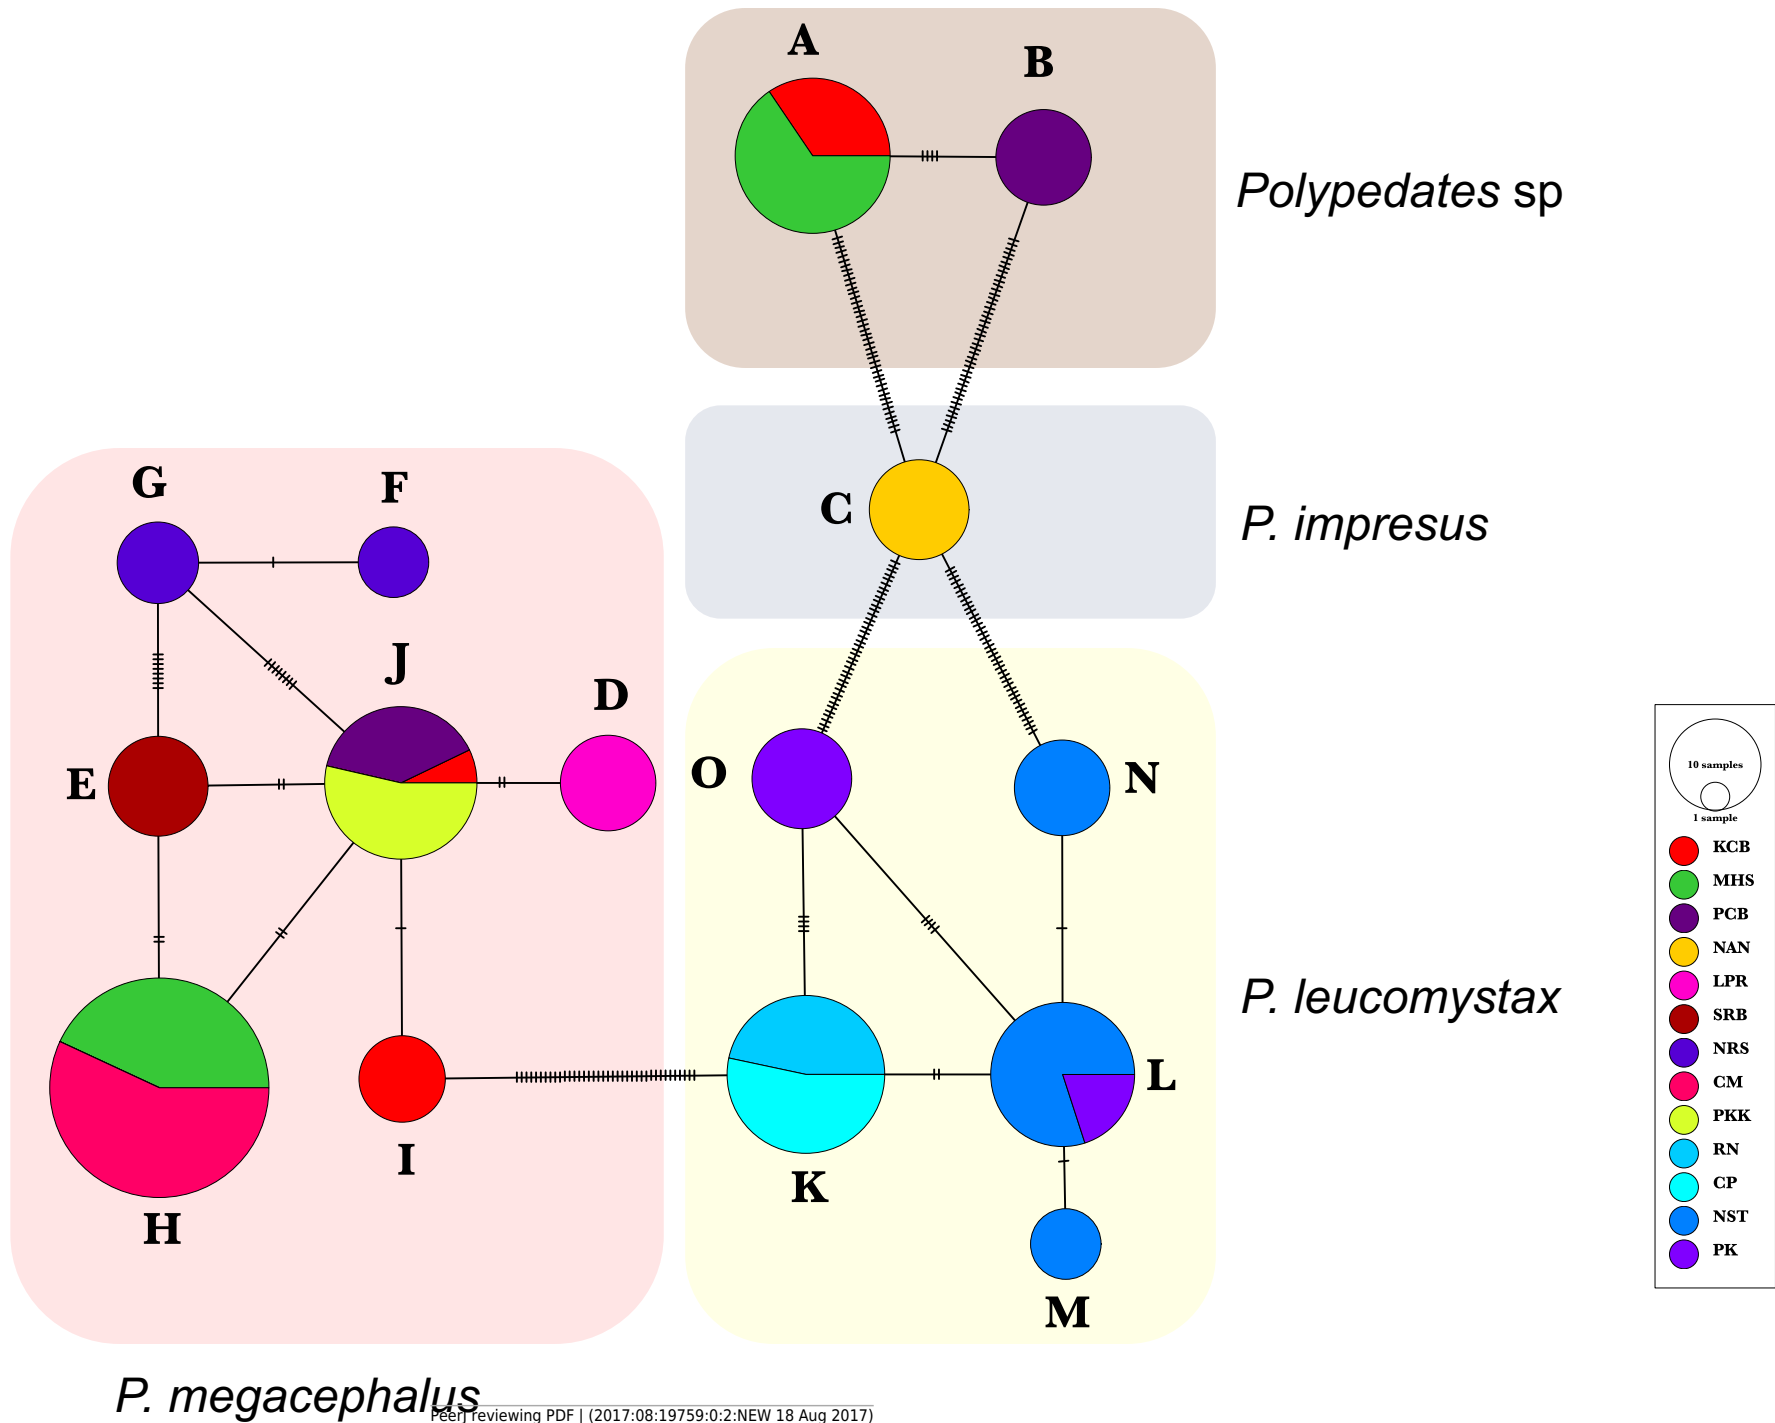 A
B
Polypedates sp
C
P. impresus
G
F
J
D
E
O
N
H
I
K
L
M
P. leucomystax
P. megacephalus
10 samples
1 sample
KCB
MHS
PCB
NAN
LPR
SRB
NRS
CM
PKK
RN
CP
NST
PK
PeerJ reviewing PDF | (2017:08:19759:0:2:NEW 18 Aug 2017)